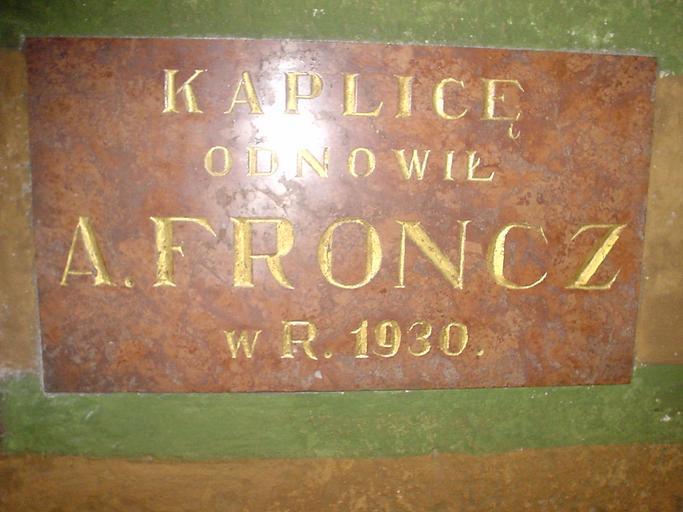 KAPLICĘ
ODNOWIŁ
A. FRONCZ
W R. 1930.